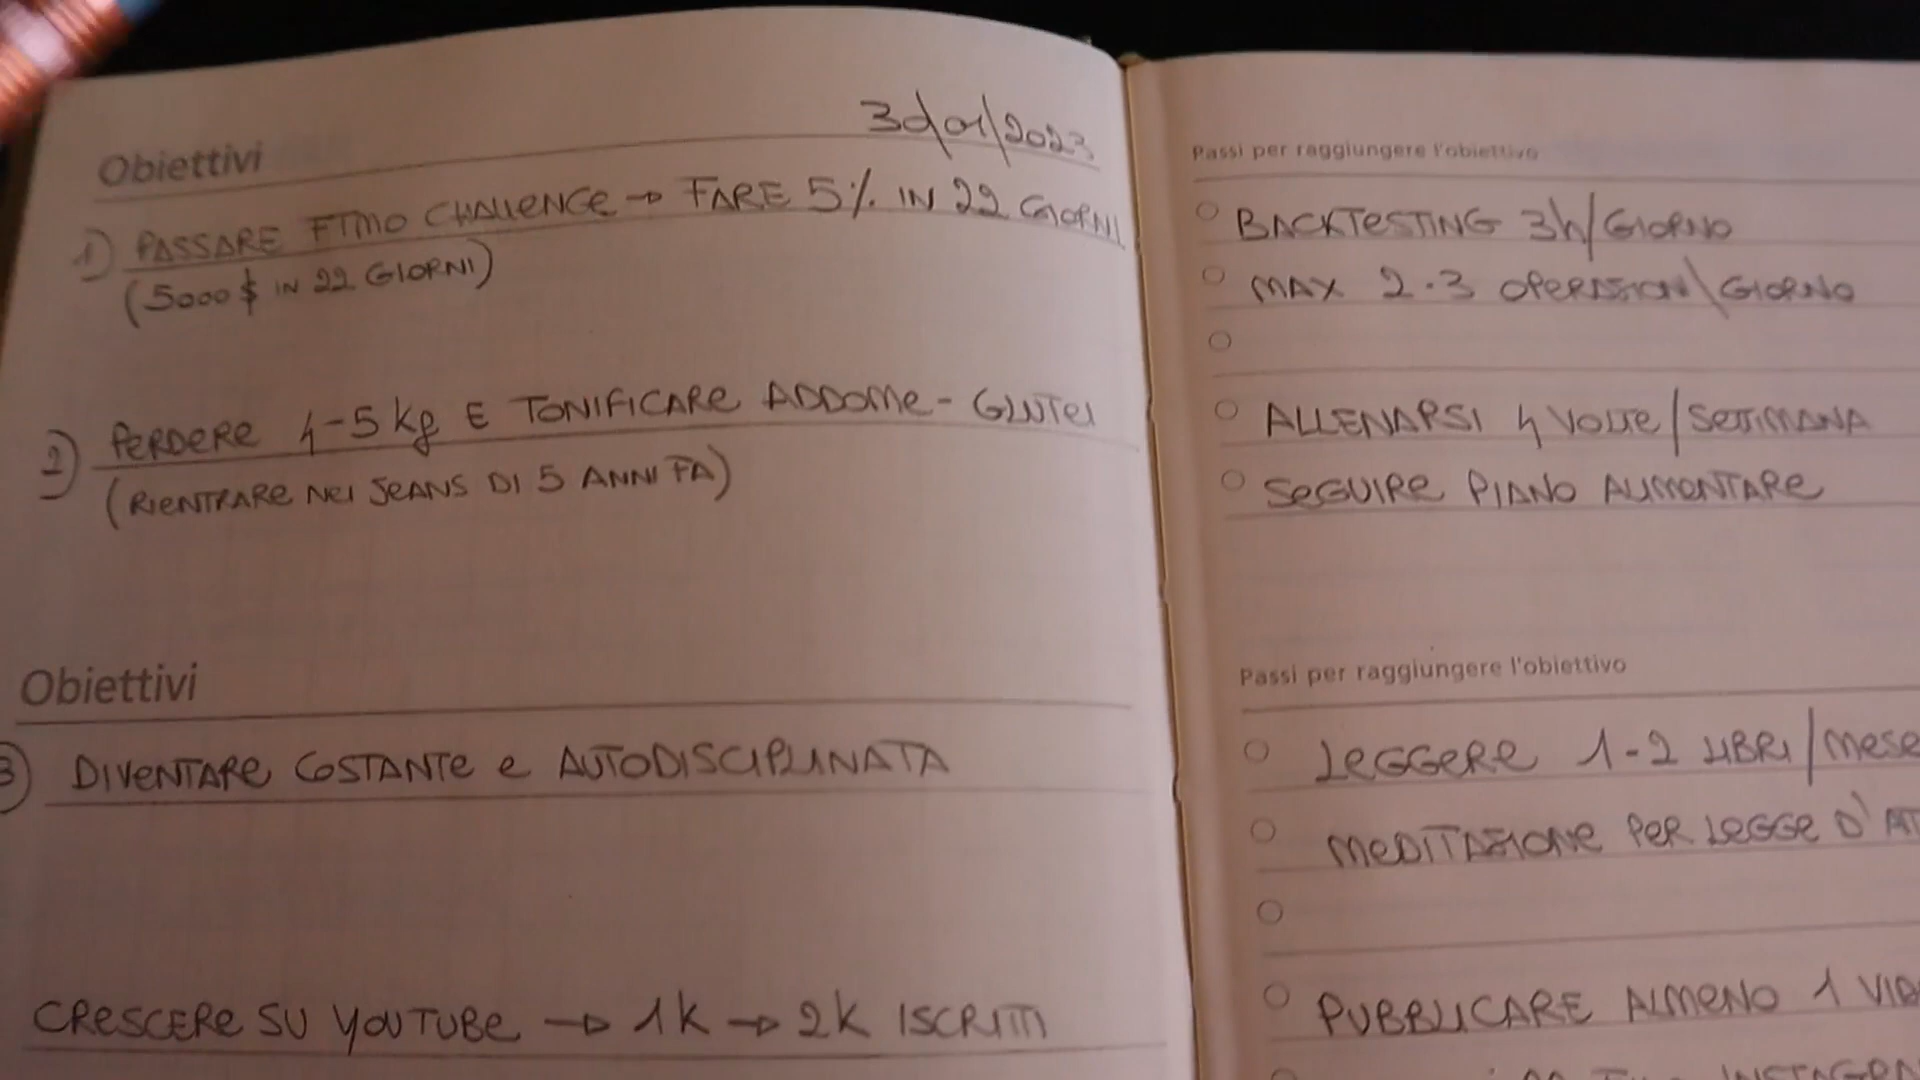 Obiettivi
30/01/2023
1) PASSARE FTMO CHALLENGE → FARE 5% IN 22 GIORNI
(5000 $ IN 22 GIORNI)
2) PERDERE 4-5 kg E TONIFICARE ADDOME - GLUTEI
(RIENTRARE NEI JEANS DI 5 ANNI FA)
Obiettivi
3) DIVENTARE COSTANTE e AUTODISCIPLINATA
CRESCERE SU YOUTUBE → 1K → 2K ISCRITTI
Passi per raggiungere l'obiettivo
BACKTESTING 3h/GIORNO
MAX 2-3 OPERAZIONI/GIORNO
ALLENARSI 4 VOLTE/SETTIMANA
SEGUIRE PIANO ALIMENTARE
Passi per raggiungere l'obiettivo
LEGGERE 1-2 LIBRI/MESE
MEDITAZIONE PER LEGGE D'AT
PUBBLICARE ALMENO 1 VID